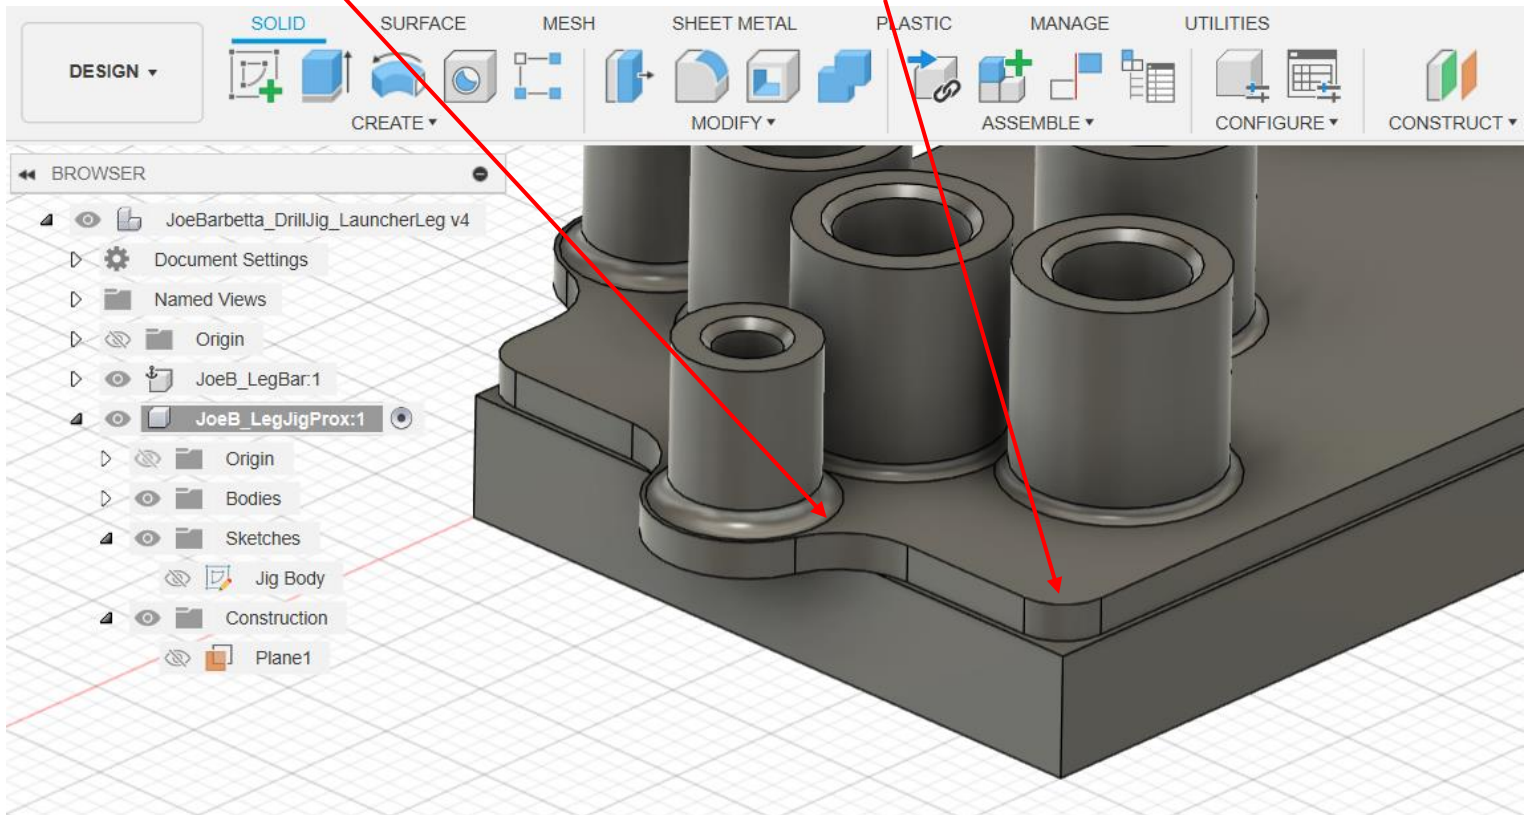 SOLID SURFACE MESH SHEET METAL PLASTIC MANAGE UTILITIES
DESIGN ▾
CREATE ▾ MODIFY ▾ ASSEMBLE ▾ CONFIGURE ▾ CONSTRUCT ▾
BROWSER
JoeBarbetta_DrillJig_LauncherLeg v4
Document Settings
Named Views
Origin
JoeB_LegBar:1
JoeB_LegJigProx:1
Origin
Bodies
Sketches
Jig Body
Construction
Plane1